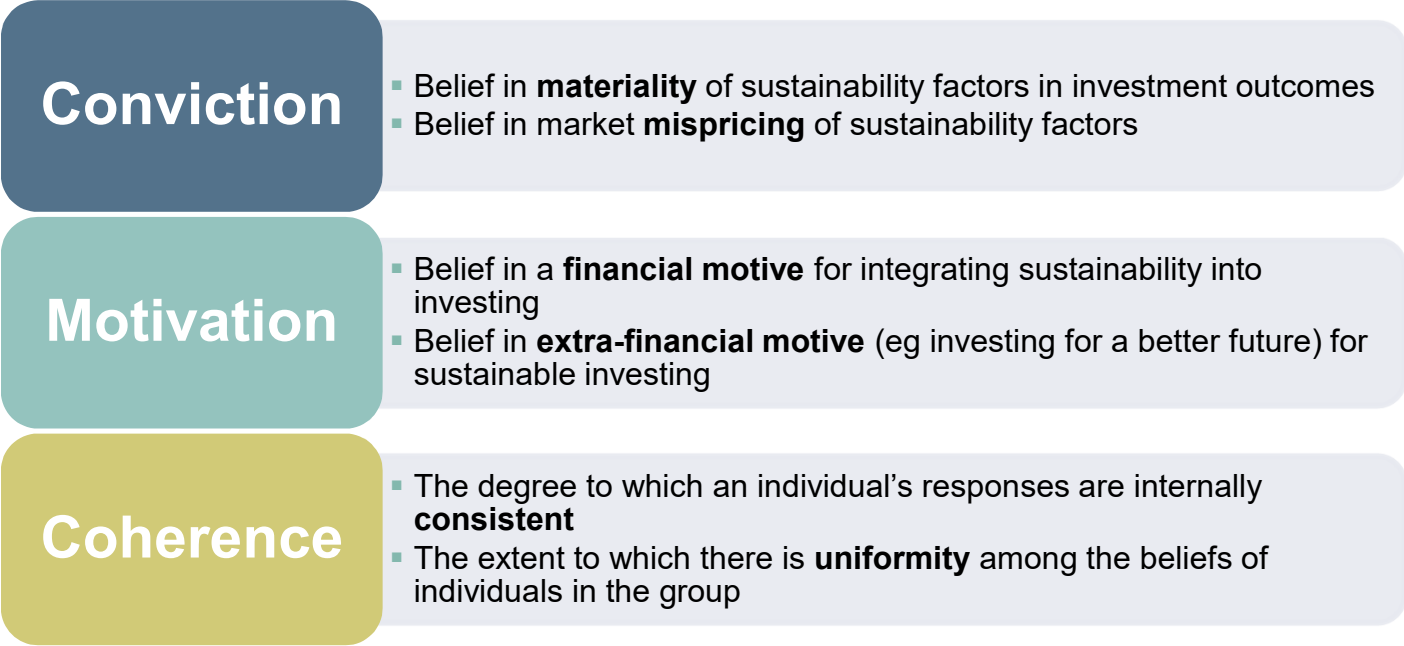 Conviction
▪ Belief in materiality of sustainability factors in investment outcomes
▪ Belief in market mispricing of sustainability factors
Motivation
▪ Belief in a financial motive for integrating sustainability into
investing
▪ Belief in extra-financial motive (eg investing for a better future) for
sustainable investing
Coherence
▪ The degree to which an individual’s responses are internally
consistent
▪ The extent to which there is uniformity among the beliefs of
individuals in the group